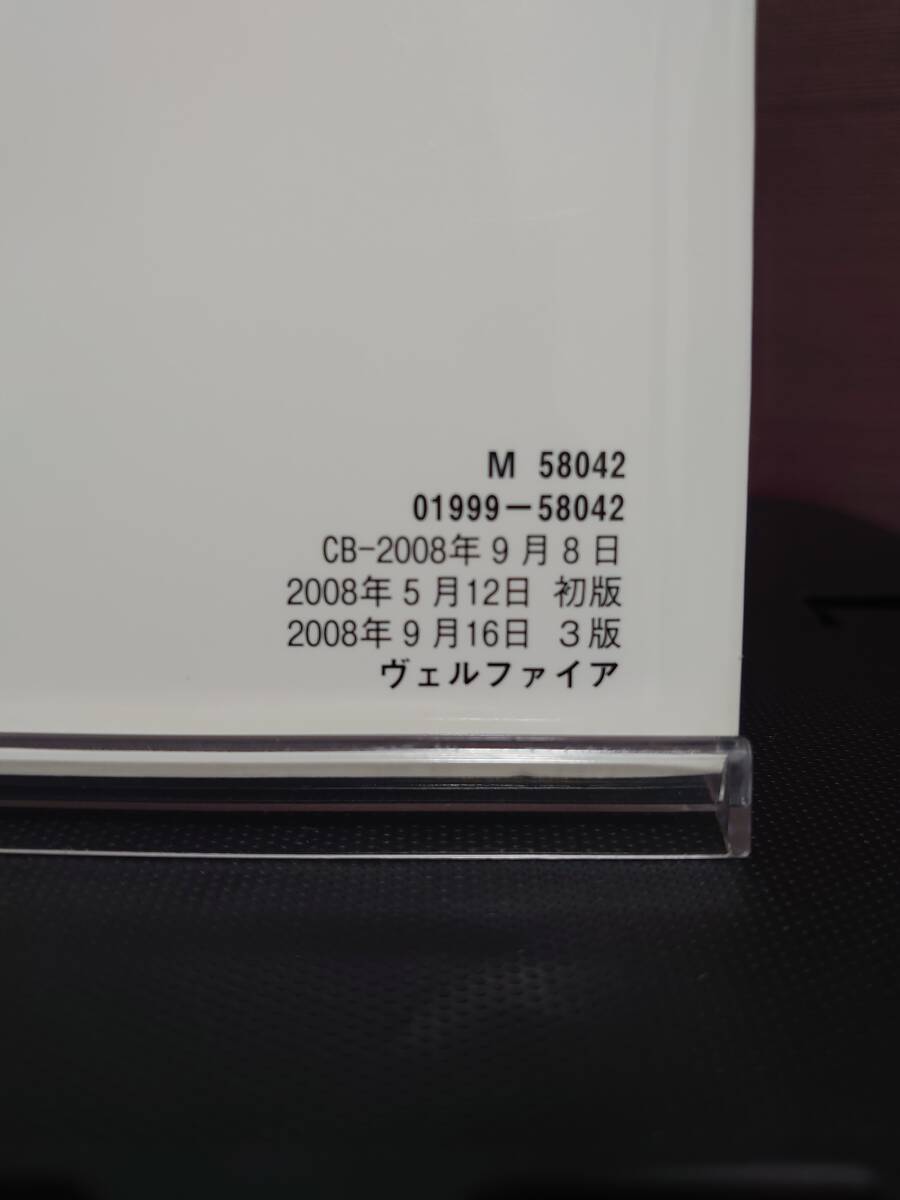 M 58042
01999−58042
CB−2008年9月8日
2008年5月12日 初版
2008年9月16日 3版
ヴェルファイア